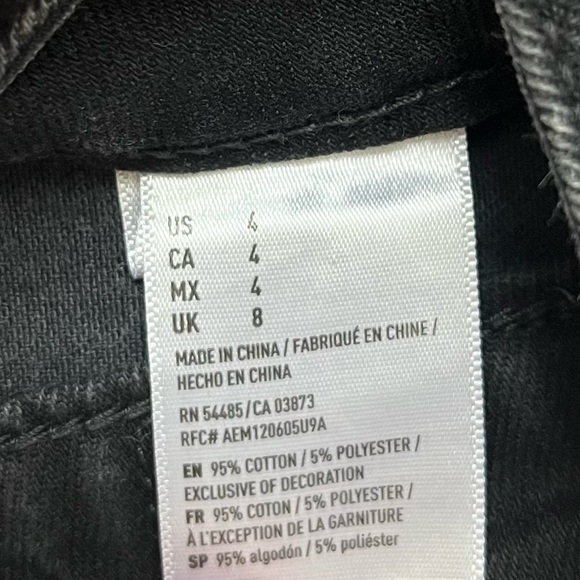 US 4
CA 4
MX 4
UK 8
MADE IN CHINA / FABRIQUÉ EN CHINE /
HECHO EN CHINA
RN 54485/CA 03873
RFC# AEM120605U9A
EN 95% COTTON / 5% POLYESTER /
EXCLUSIVE OF DECORATION
FR 95% COTON / 5% POLYESTER /
À L'EXCEPTION DE LA GARNITURE
SP 95% algodón / 5% poliéster